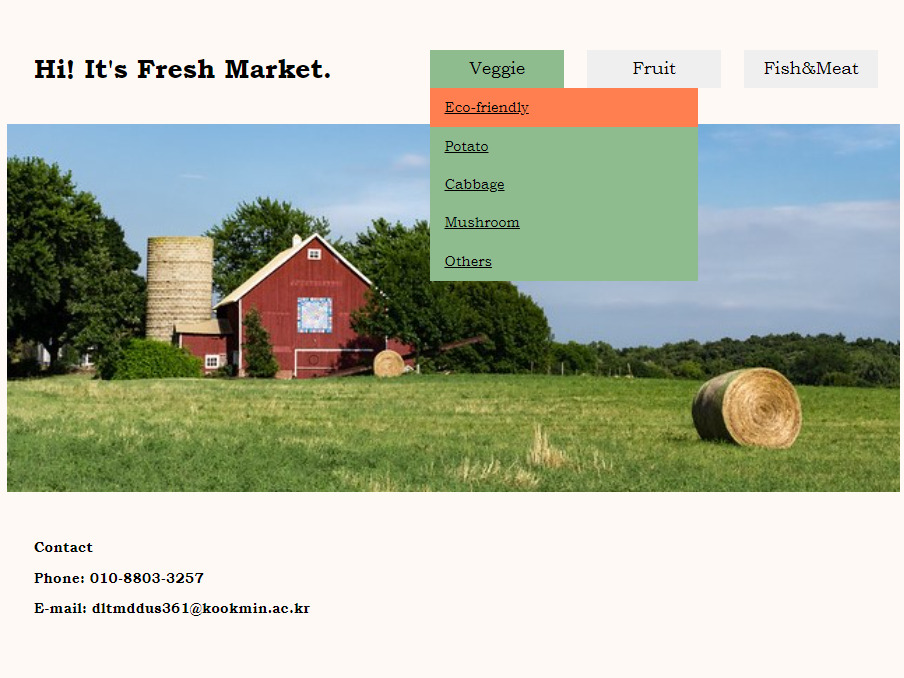 Hi! It's Fresh Market.
Veggie
Fruit
Fish&Meat
Eco-friendly
Potato
Cabbage
Mushroom
Others
Contact
Phone: 010-8803-3257
E-mail: dltmddus361@kookmin.ac.kr